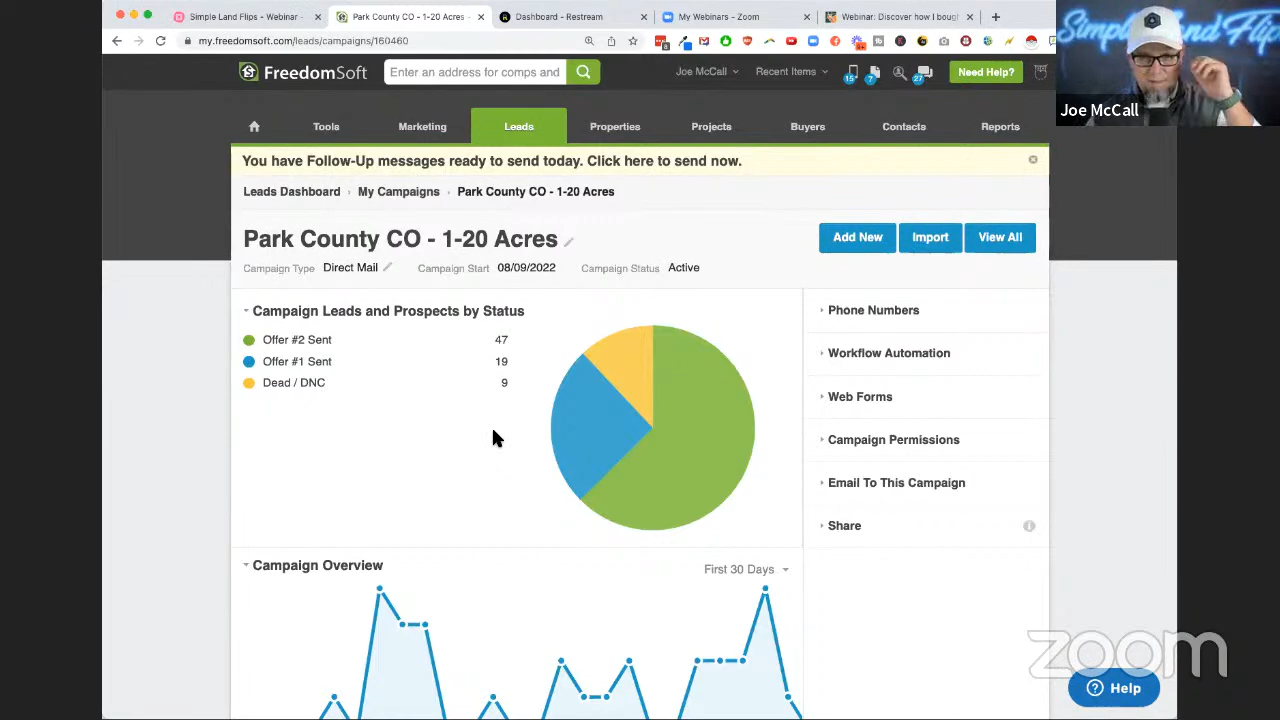 Simple Land Flips - Webinar -
Park County CO - 1-20 Acres -
Dashboard - Restream
My Webinars - Zoom
Webinar: Discover how I bough
my.freedomsoft.com/leads/campaigns/160460
FreedomSoft
Enter an address for comps and
Joe McCall
Recent Items
15
7
27
Need Help?
Joe McCall
Tools
Marketing
Leads
Properties
Projects
Buyers
Contacts
Reports
You have Follow-Up messages ready to send today. Click here to send now.
Leads Dashboard
My Campaigns
Park County CO - 1-20 Acres
Park County CO - 1-20 Acres
Add New
Import
View All
Campaign Type Direct Mail
Campaign Start 08/09/2022
Campaign Status Active
Campaign Leads and Prospects by Status
Offer #2 Sent 47
Offer #1 Sent 19
Dead / DNC 9
Phone Numbers
Workflow Automation
Web Forms
Campaign Permissions
Email To This Campaign
Share
Campaign Overview
First 30 Days
zoom
Help